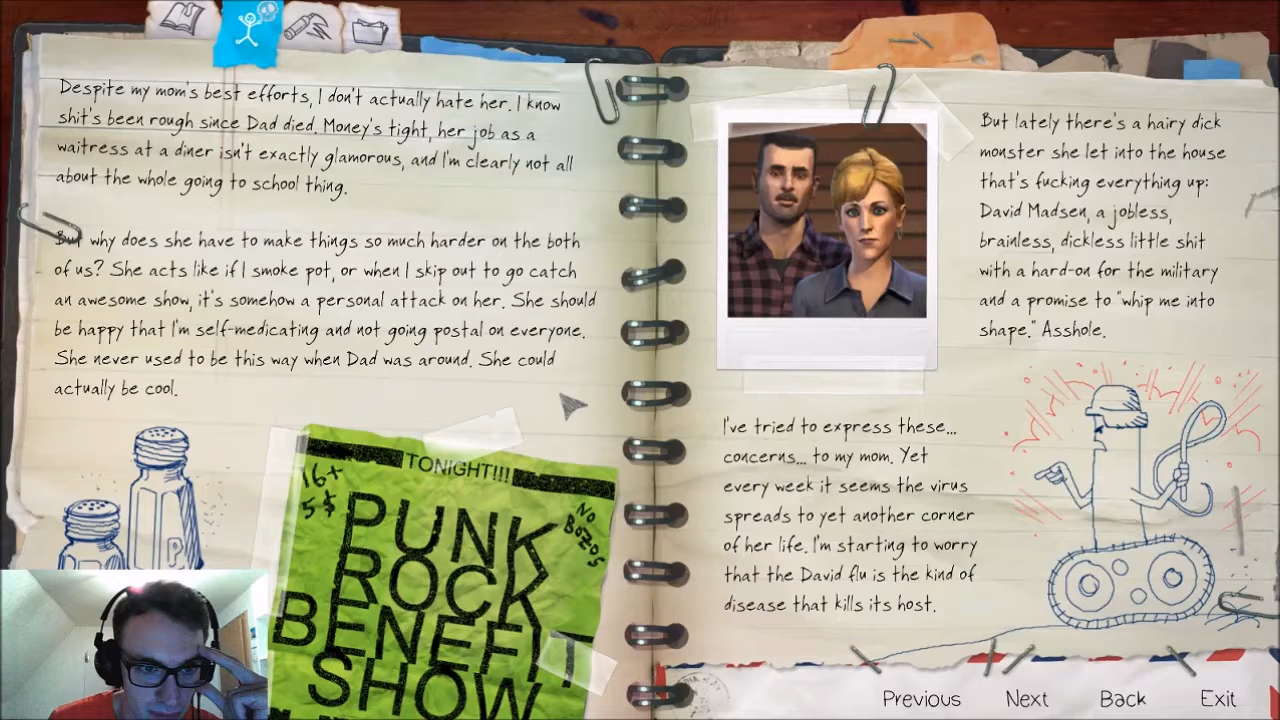 Despite my mom's best efforts, I don't actually hate her. I know
shit's been rough since Dad died. Money's tight, her job as a
waitress at a diner isn't exactly glamorous, and I'm clearly not all
about the whole going to school thing.
But why does she have to make things so much harder on the both
of us? She acts like if I smoke pot, or when I skip out to go catch
an awesome show, it's somehow a personal attack on her. She should
be happy that I'm self-medicating and not going postal on everyone.
She never used to be this way when Dad was around. She could
actually be cool.
TONIGHT!!!
16+
5$
NO
BOZOS
PUNK
ROCK
BENEFIT
SHOW
P
But lately there's a hairy dick
monster she let into the house
that's fucking everything up:
David Madsen, a jobless,
brainless, dickless little shit
with a hard-on for the military
and a promise to "whip me into
shape." Asshole.
I've tried to express these...
concerns... to my mom. Yet
every week it seems the virus
spreads to yet another corner
of her life. I'm starting to worry
that the David flu is the kind of
disease that kills its host.
Previous Next Back Exit